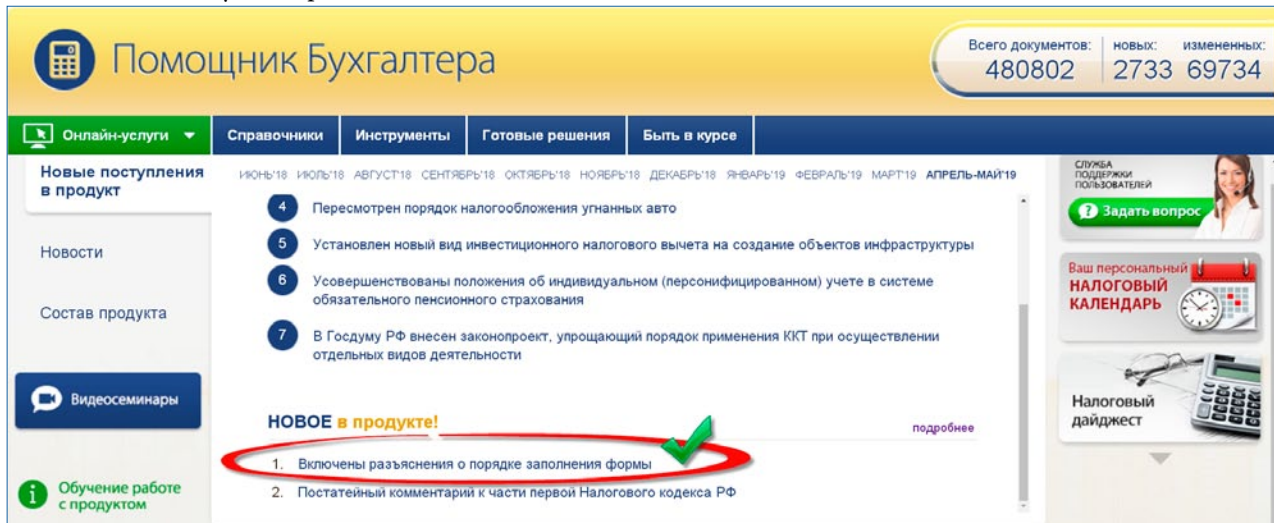 Помощник Бухгалтера
Всего документов: новых: измененных:
480802 2733 69734
Онлайн-услуги Справочники Инструменты Готовые решения Быть в курсе
Новые поступления
в продукт
Новости
Состав продукта
Видеосеминары
Обучение работе
с продуктом
ИЮНЬ'18 ИЮЛЬ'18 АВГУСТ'18 СЕНТЯБРЬ'18 ОКТЯБРЬ'18 НОЯБРЬ'18 ДЕКАБРЬ'18 ЯНВАРЬ'19 ФЕВРАЛЬ'19 МАРТ'19 АПРЕЛЬ-МАЙ'19
4 Пересмотрен порядок налогообложения угнанных авто
5 Установлен новый вид инвестиционного налогового вычета на создание объектов инфраструктуры
6 Усовершенствованы положения об индивидуальном (персонифицированном) учете в системе
обязательного пенсионного страхования
7 В Госдуму РФ внесен законопроект, упрощающий порядок применения ККТ при осуществлении
отдельных видов деятельности
НОВОЕ в продукте!
подробнее
1. Включены разъяснения о порядке заполнения формы
2. Постатейный комментарий к части первой Налогового кодекса РФ
СЛУЖБА
ПОДДЕРЖКИ
ПОЛЬЗОВАТЕЛЕЙ
? Задать вопрос
Ваш персональный
НАЛОГОВЫЙ
КАЛЕНДАРЬ
Налоговый
дайджест